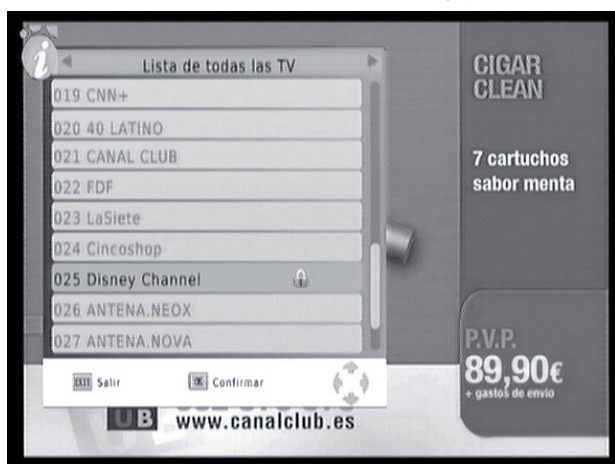 Lista de todas las TV
019 CNN+
020 40 LATINO
021 CANAL CLUB
022 FDF
023 LaSiete
024 Cincoshop
025 Disney Channel
026 ANTENA.NEOX
027 ANTENA.NOVA
EXIT Salir
OK Confirmar
CIGAR
CLEAN
7 cartuchos
sabor menta
P.V.P.
89,90€
+ gastos de envio
UB
www.canalclub.es